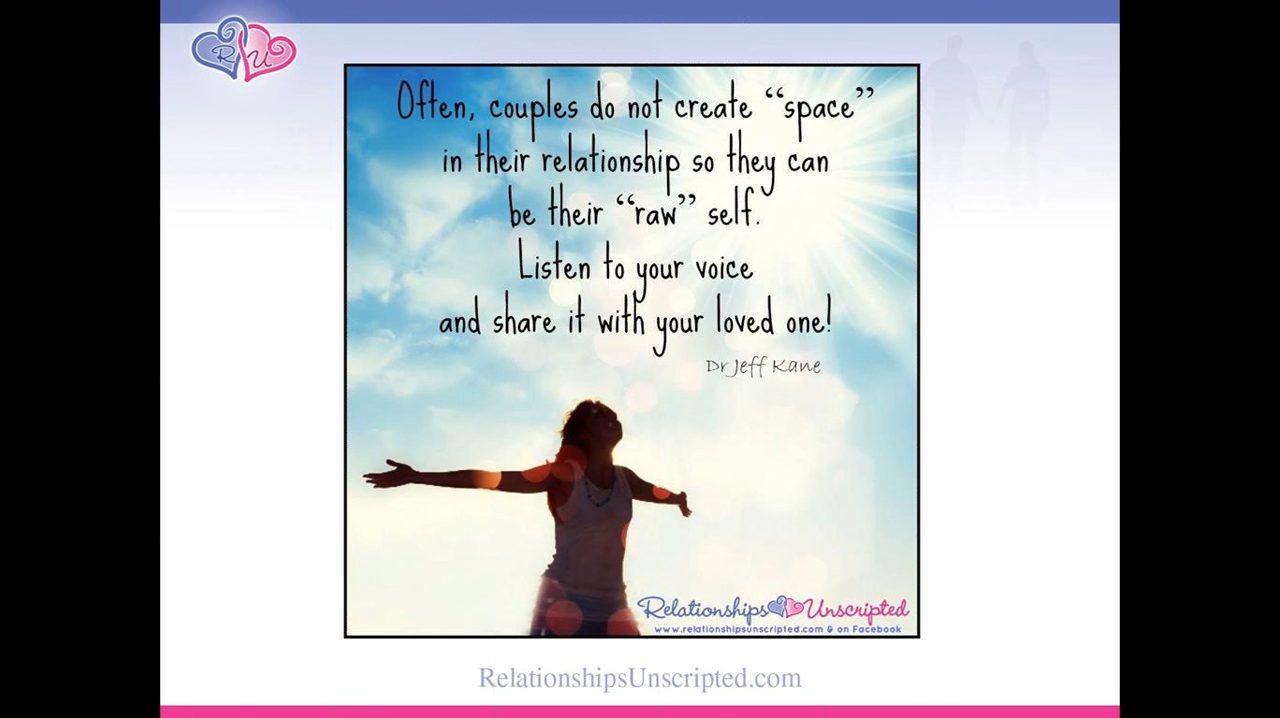 R U
Often, couples do not create “space”
in their relationship so they can
be their “raw” self.
Listen to your voice
and share it with your loved one!
Dr Jeff Kane
Relationships Unscripted
www.relationshipsunscripted.com & on Facebook
RelationshipsUnscripted.com